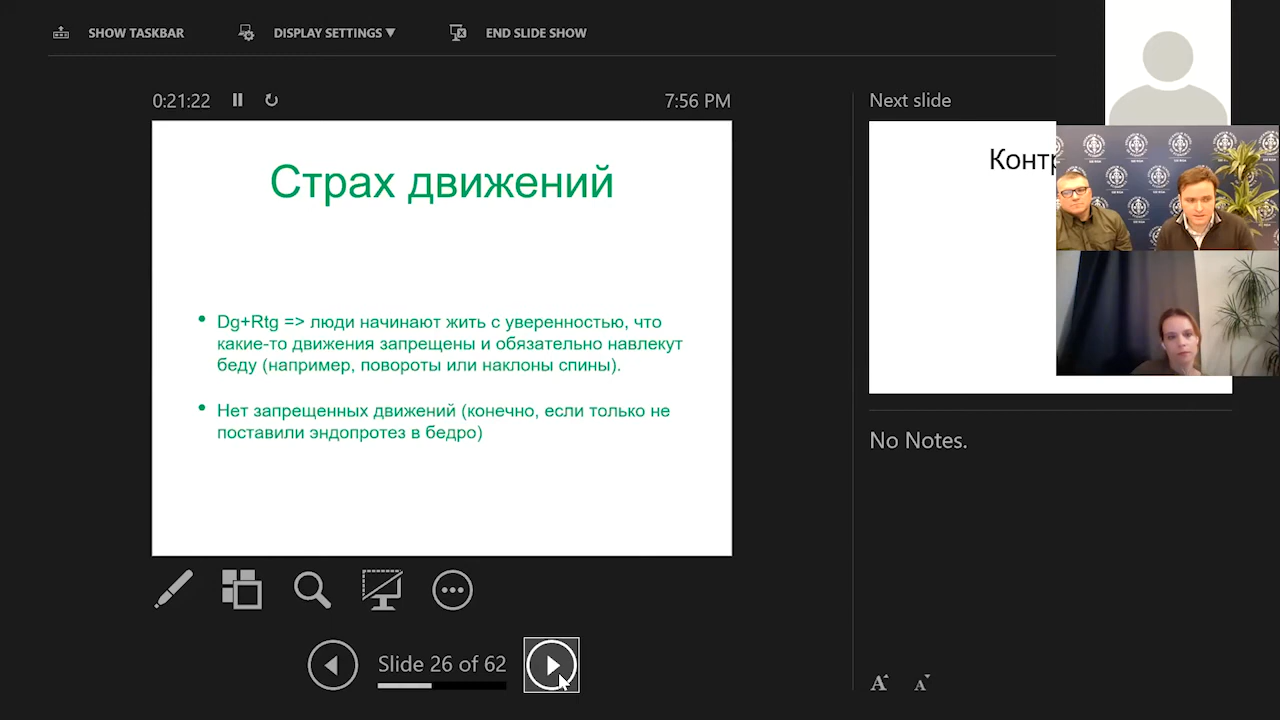 SHOW TASKBAR
DISPLAY SETTINGS ▼
END SLIDE SHOW
0:21:22
7:56 PM
Страх движений
• Dg+Rtg => люди начинают жить с уверенностью, что
какие-то движения запрещены и обязательно навлекут
беду (например, повороты или наклоны спины).
• Нет запрещенных движений (конечно, если только не
поставили эндопротез в бедро)
Slide 26 of 62
Next slide
No Notes.
A
A